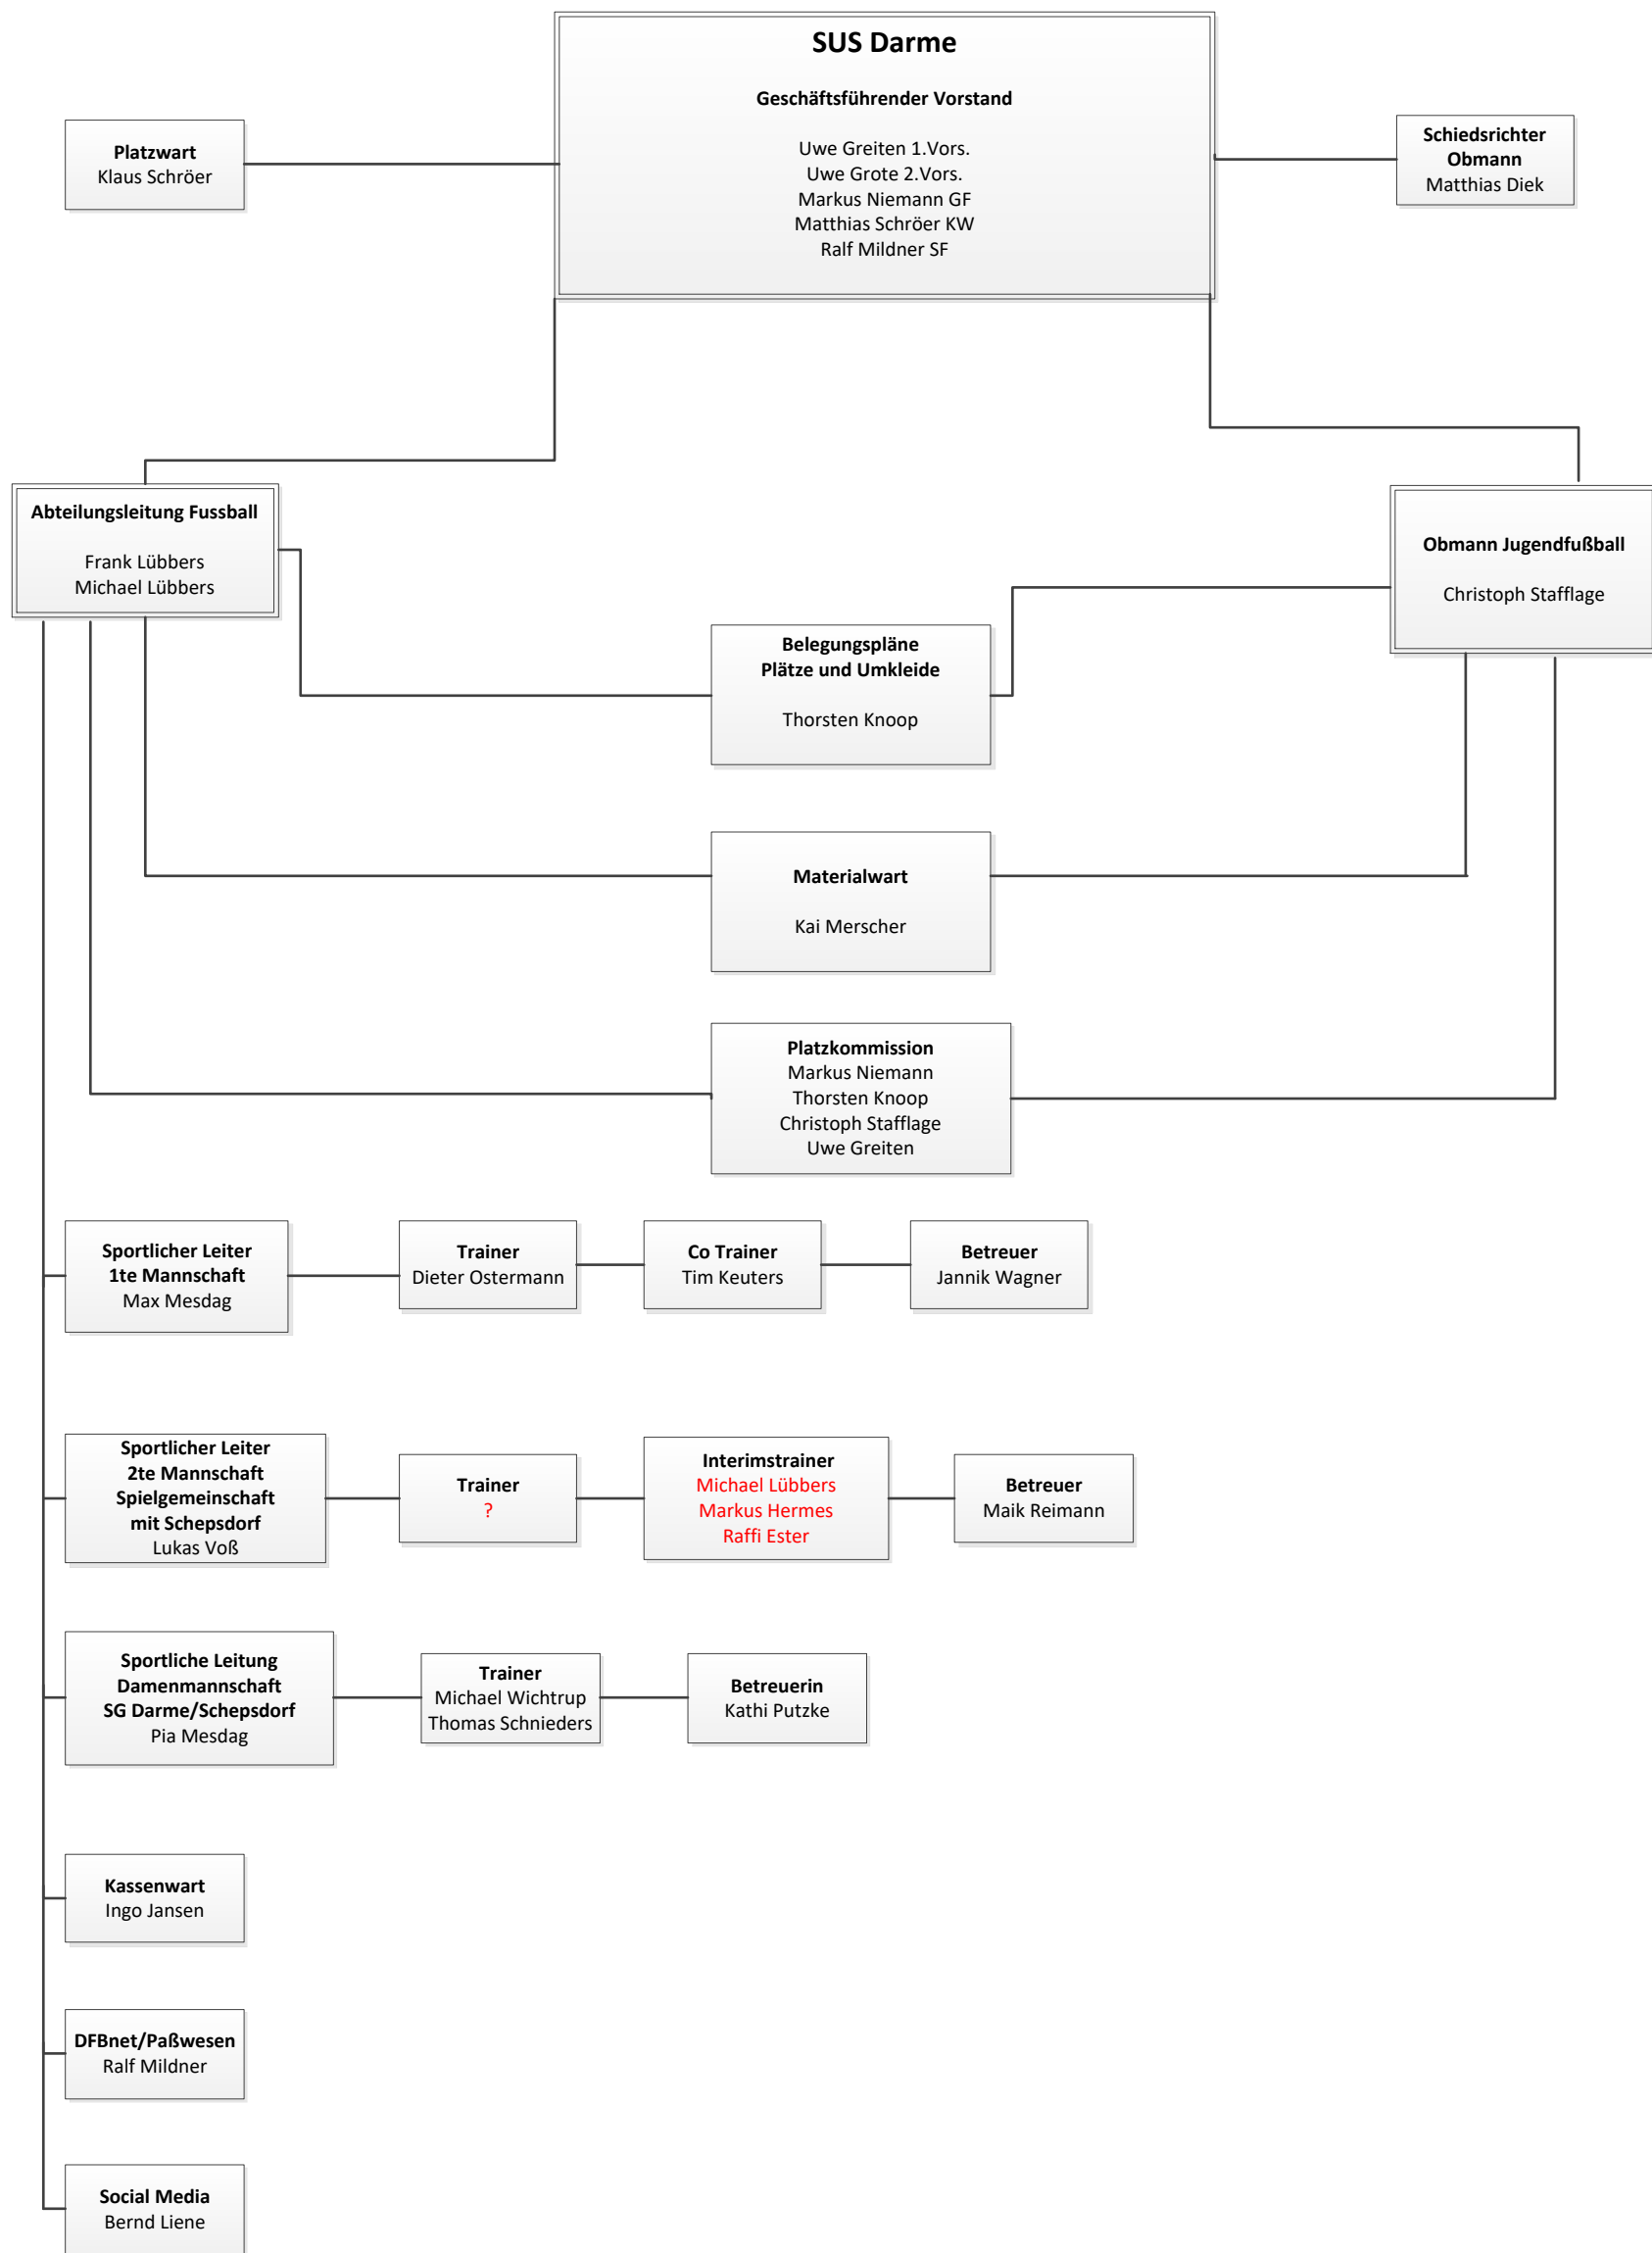 SUS Darme
Geschäftsführender Vorstand
Uwe Greiten 1.Vors.
Uwe Grote 2.Vors.
Markus Niemann GF
Matthias Schröer KW
Ralf Mildner SF
Platzwart
Klaus Schröer
Schiedsrichter
Obmann
Matthias Diek
Abteilungsleitung Fussball
Frank Lübbers
Michael Lübbers
Obmann Jugendfußball
Christoph Stafflage
Belegungspläne
Plätze und Umkleide
Thorsten Knoop
Materialwart
Kai Merscher
Platzkommission
Markus Niemann
Thorsten Knoop
Christoph Stafflage
Uwe Greiten
Sportlicher Leiter
1te Mannschaft
Max Mesdag
Trainer
Dieter Ostermann
Co Trainer
Tim Keuters
Betreuer
Jannik Wagner
Sportlicher Leiter
2te Mannschaft
Spielgemeinschaft
mit Schepsdorf
Lukas Voß
Trainer
?
Interimstrainer
Michael Lübbers
Markus Hermes
Raffi Ester
Betreuer
Maik Reimann
Sportliche Leitung
Damenmannschaft
SG Darme/Schepsdorf
Pia Mesdag
Trainer
Michael Wichtrup
Thomas Schnieders
Betreuerin
Kathi Putzke
Kassenwart
Ingo Jansen
DFBnet/Paßwesen
Ralf Mildner
Social Media
Bernd Liene